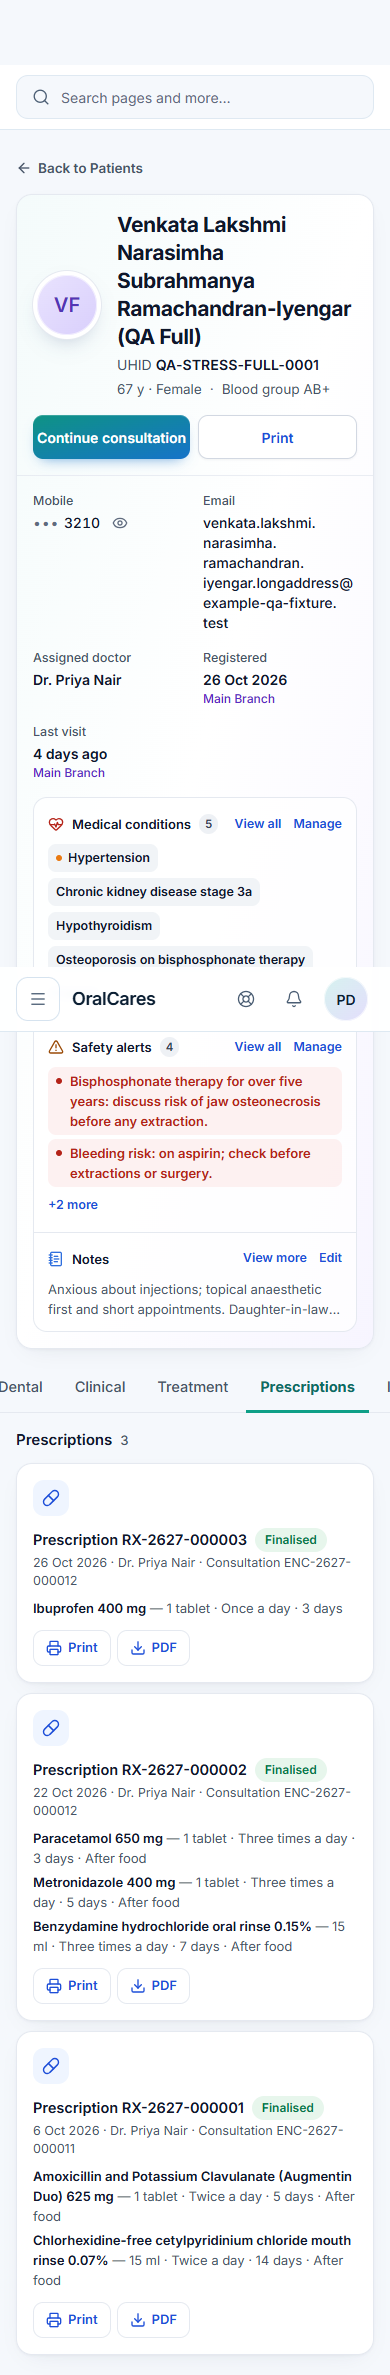 Search pages and more...
Back to Patients
VF
Venkata Lakshmi
Narasimha
Subrahmanya
Ramachandran-Iyengar
(QA Full)
UHID QA-STRESS-FULL-0001
67 y · Female · Blood group AB+
Continue consultation
Print
Mobile
••• 3210
Email
venkata.lakshmi.
narasimha.
ramachandran.
iyengar.longaddress@
example-qa-fixture.
test
Assigned doctor
Dr. Priya Nair
Registered
26 Oct 2026
Main Branch
Last visit
4 days ago
Main Branch
Medical conditions 5 View all Manage
Hypertension
Chronic kidney disease stage 3a
Hypothyroidism
Osteoporosis on bisphosphonate therapy
OralCares
PD
Safety alerts 4 View all Manage
Bisphosphonate therapy for over five
years: discuss risk of jaw osteonecrosis
before any extraction.
Bleeding risk: on aspirin; check before
extractions or surgery.
+2 more
Notes View more Edit
Anxious about injections; topical anaesthetic
first and short appointments. Daughter-in-law...
Dental Clinical Treatment Prescriptions
Prescriptions 3
Prescription RX-2627-000003 Finalised
26 Oct 2026 · Dr. Priya Nair · Consultation ENC-2627-
000012
Ibuprofen 400 mg — 1 tablet · Once a day · 3 days
Print PDF
Prescription RX-2627-000002 Finalised
22 Oct 2026 · Dr. Priya Nair · Consultation ENC-2627-
000012
Paracetamol 650 mg — 1 tablet · Three times a day ·
3 days · After food
Metronidazole 400 mg — 1 tablet · Three times a
day · 5 days · After food
Benzydamine hydrochloride oral rinse 0.15% — 15
ml · Three times a day · 7 days · After food
Print PDF
Prescription RX-2627-000001 Finalised
6 Oct 2026 · Dr. Priya Nair · Consultation ENC-2627-
000011
Amoxicillin and Potassium Clavulanate (Augmentin
Duo) 625 mg — 1 tablet · Twice a day · 5 days · After
food
Chlorhexidine-free cetylpyridinium chloride mouth
rinse 0.07% — 15 ml · Twice a day · 14 days · After
food
Print PDF